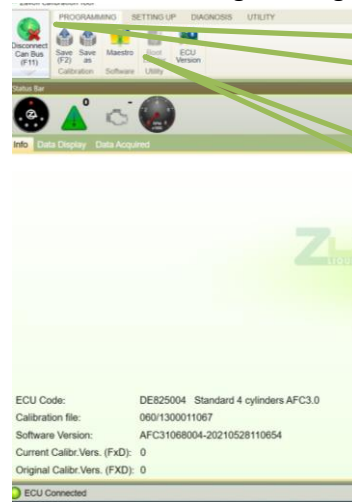 PROGRAMMING SETTING UP DIAGNOSIS UTILITY
Disconnect Can Bus (F11)
Save (F2)
Save as
Maestro
Boot
ECU Version
Calibration Software Utility
Status Bar
0
-
Info Data Display Data Acquired
ECU Code: DE825004 Standard 4 cylinders AFC3.0
Calibration file: 060/1300011067
Software Version: AFC31068004-20210528110654
Current Calibr.Vers. (FxD): 0
Original Calibr.Vers. (FXD): 0
ECU Connected